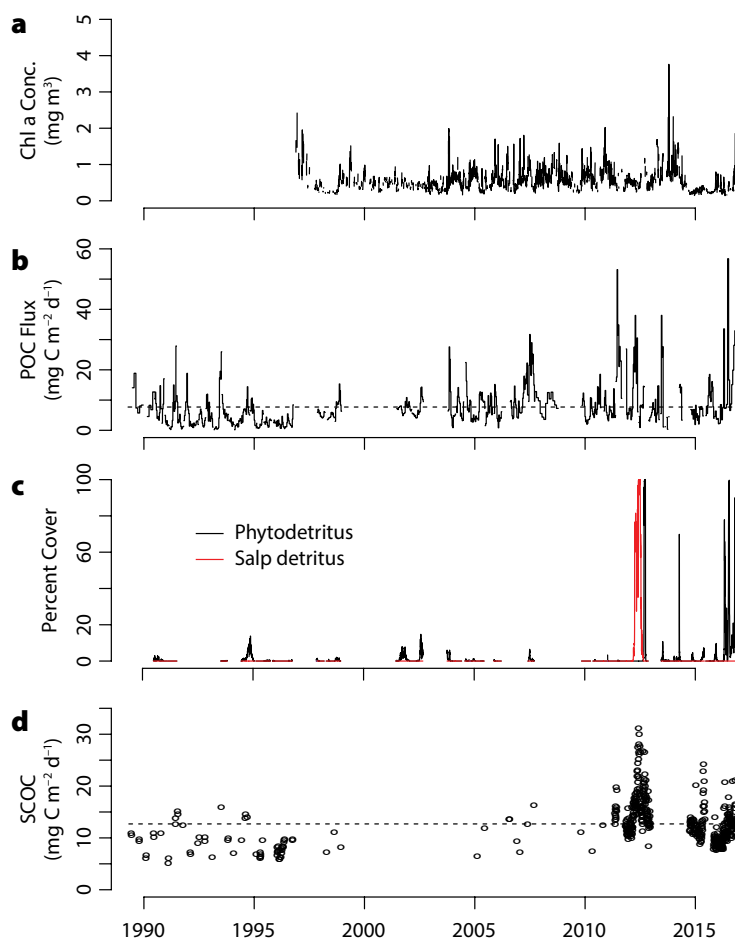 a
Chl a Conc.
(mg m³)
5
4
3
2
1
0
b
POC Flux
(mg C m⁻² d⁻¹)
60
40
20
0
c
Percent Cover
100
60
20
0
Phytodetritus
Salp detritus
d
SCOC
(mg C m⁻² d⁻¹)
30
20
10
0
1990 1995 2000 2005 2010 2015